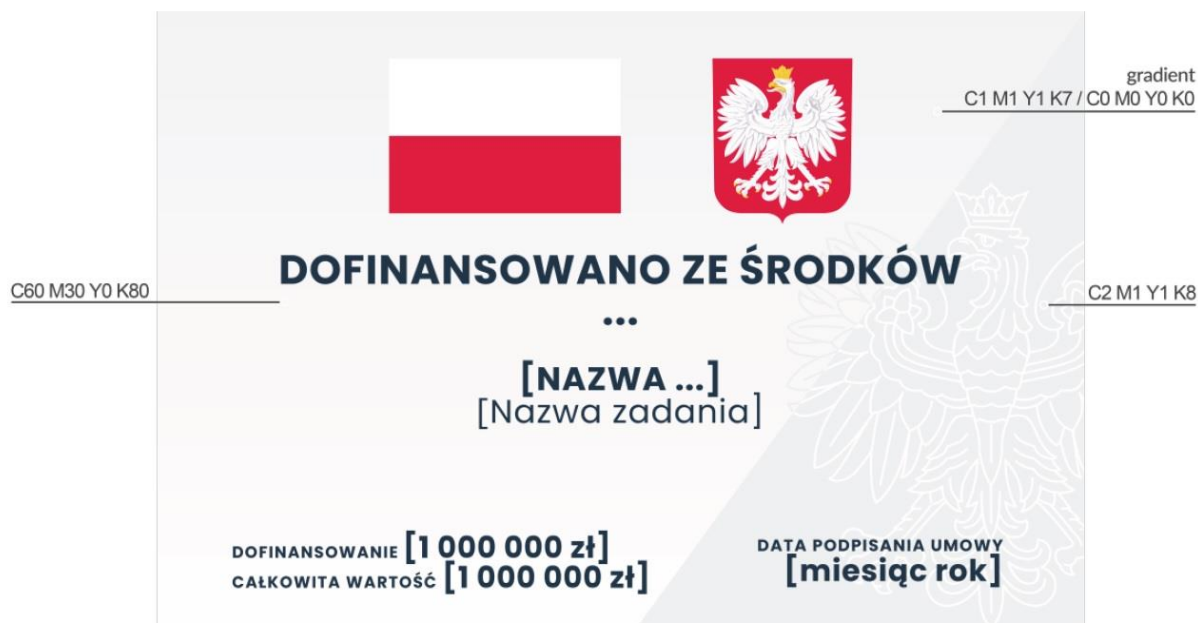 gradient
C1 M1 Y1 K7 / C0 M0 Y0 K0
DOFINANSOWANO ZE ŚRODKÓW
C60 M30 Y0 K80
C2 M1 Y1 K8
...
[NAZWA ...]
[Nazwa zadania]
DOFINANSOWANIE [1 000 000 zł]
CAŁKOWITA WARTOŚĆ [1 000 000 zł]
DATA PODPISANIA UMOWY
[miesiąc rok]